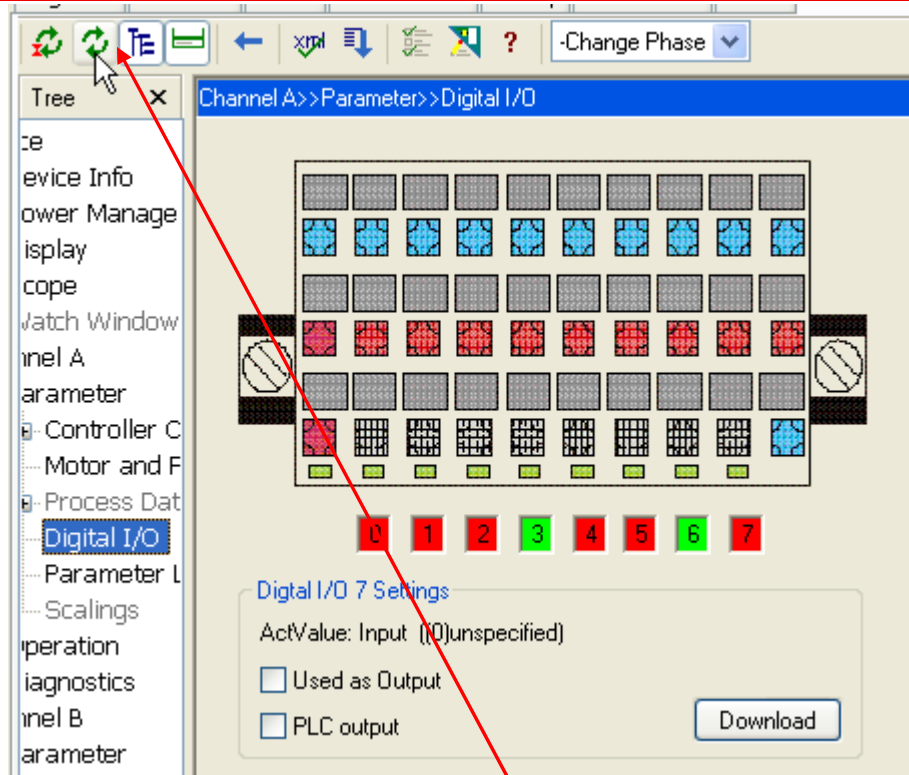 xml
?
-Change Phase
Tree
Channel A>>Parameter>>Digital I/O
ce
evice Info
ower Manage
isplay
cope
Watch Window
nnel A
arameter
Controller C
Motor and F
Process Dat
Digital I/O
Parameter L
Scalings
peration
iagnostics
nnel B
arameter
0 1 2 3 4 5 6 7
Digtal I/O 7 Settings
ActValue: Input ((0)unspecified)
Used as Output
PLC output
Download